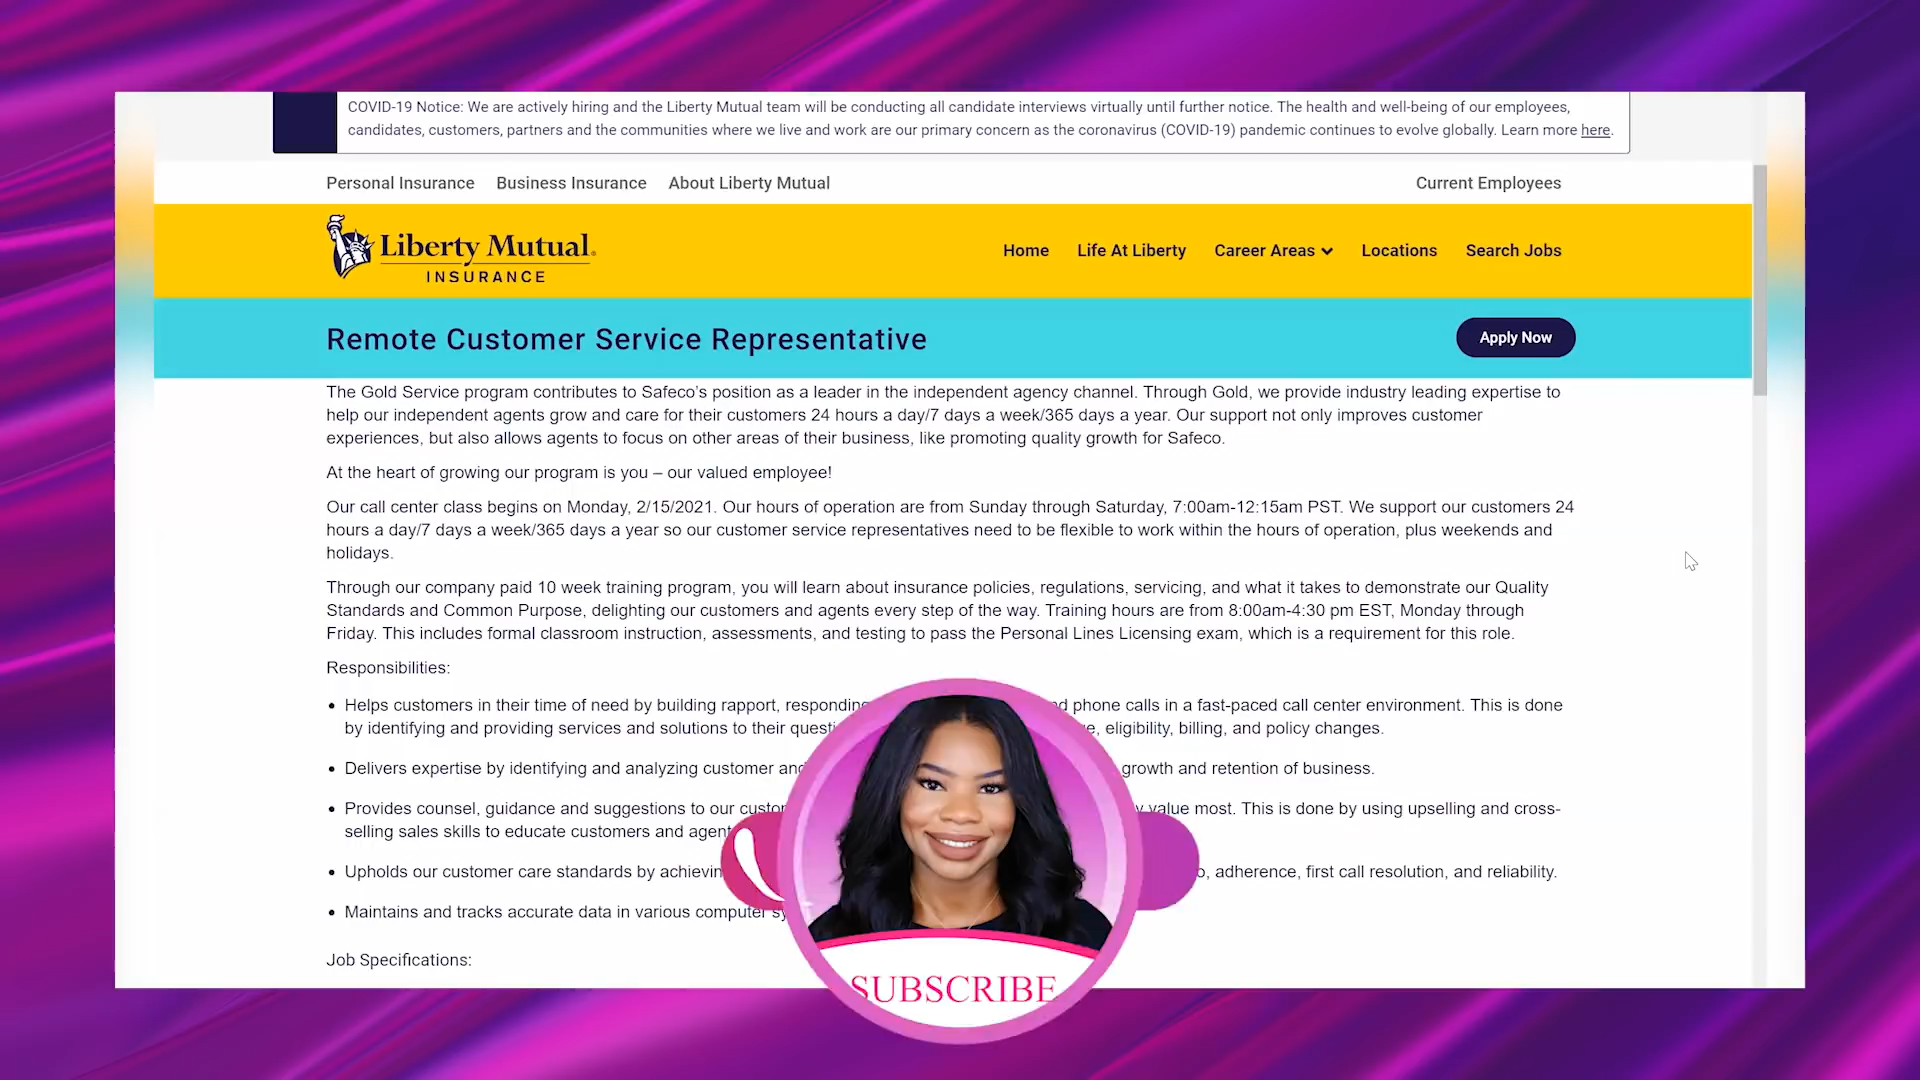 COVID-19 Notice: We are actively hiring and the Liberty Mutual team will be conducting all candidate interviews virtually until further notice. The health and well-being of our employees,
candidates, customers, partners and the communities where we live and work are our primary concern as the coronavirus (COVID-19) pandemic continues to evolve globally. Learn more here.
Personal Insurance Business Insurance About Liberty Mutual Current Employees
Liberty Mutual
INSURANCE
Home Life At Liberty Career Areas Locations Search Jobs
Remote Customer Service Representative Apply Now
The Gold Service program contributes to Safeco's position as a leader in the independent agency channel. Through Gold, we provide industry leading expertise to
help our independent agents grow and care for their customers 24 hours a day/7 days a week/365 days a year. Our support not only improves customer
experiences, but also allows agents to focus on other areas of their business, like promoting quality growth for Safeco.
At the heart of growing our program is you – our valued employee!
Our call center class begins on Monday, 2/15/2021. Our hours of operation are from Sunday through Saturday, 7:00am-12:15am PST. We support our customers 24
hours a day/7 days a week/365 days a year so our customer service representatives need to be flexible to work within the hours of operation, plus weekends and
holidays.
Through our company paid 10 week training program, you will learn about insurance policies, regulations, servicing, and what it takes to demonstrate our Quality
Standards and Common Purpose, delighting our customers and agents every step of the way. Training hours are from 8:00am-4:30 pm EST, Monday through
Friday. This includes formal classroom instruction, assessments, and testing to pass the Personal Lines Licensing exam, which is a requirement for this role.
Responsibilities:
• Helps customers in their time of need by building rapport, responding phone calls in a fast-paced call center environment. This is done
by identifying and providing services and solutions to their eligibility, billing, and policy changes.
• Delivers expertise by identifying and analyzing customer growth and retention of business.
• Provides counsel, guidance and suggestions to our value most. This is done by using upselling and cross-
selling sales skills to educate customers and
• Upholds our customer care standards by adherence, first call resolution, and reliability.
• Maintains and tracks accurate data in various computer
Job Specifications:
SUBSCRIBE